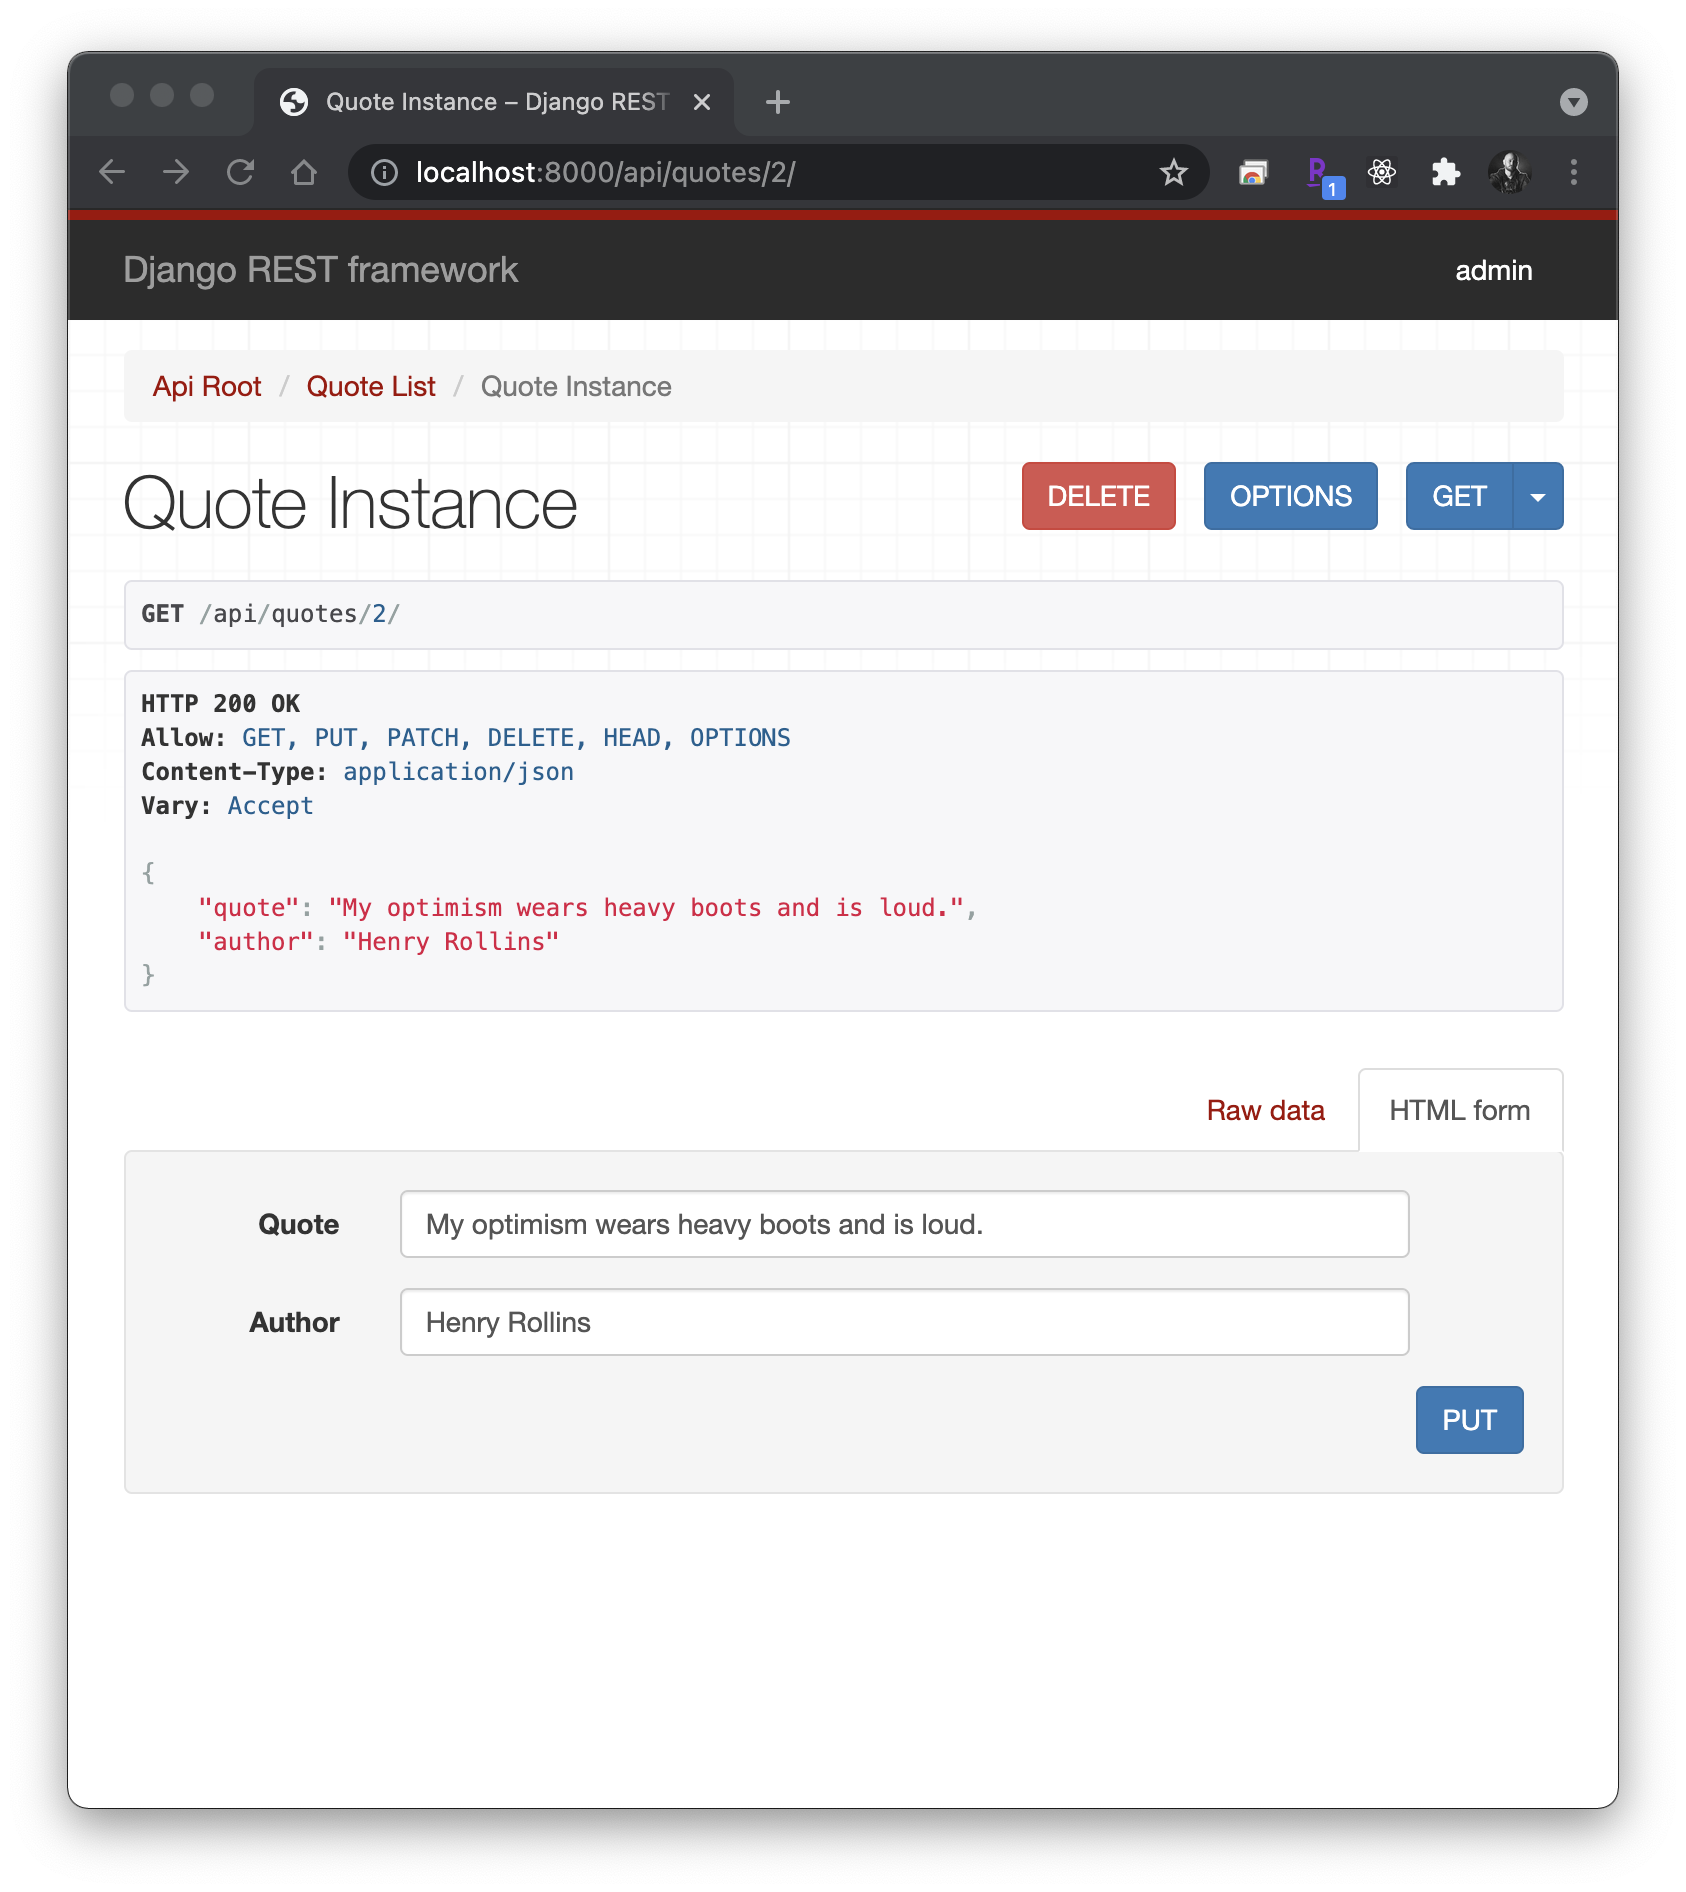 Quote Instance – Django REST
localhost:8000/api/quotes/2/
1
Django REST framework
admin
Api Root / Quote List / Quote Instance
Quote Instance
DELETE
OPTIONS
GET
GET /api/quotes/2/
HTTP 200 OK
Allow: GET, PUT, PATCH, DELETE, HEAD, OPTIONS
Content-Type: application/json
Vary: Accept
{
    "quote": "My optimism wears heavy boots and is loud.",
    "author": "Henry Rollins"
}
Raw data
HTML form
Quote
My optimism wears heavy boots and is loud.
Author
Henry Rollins
PUT